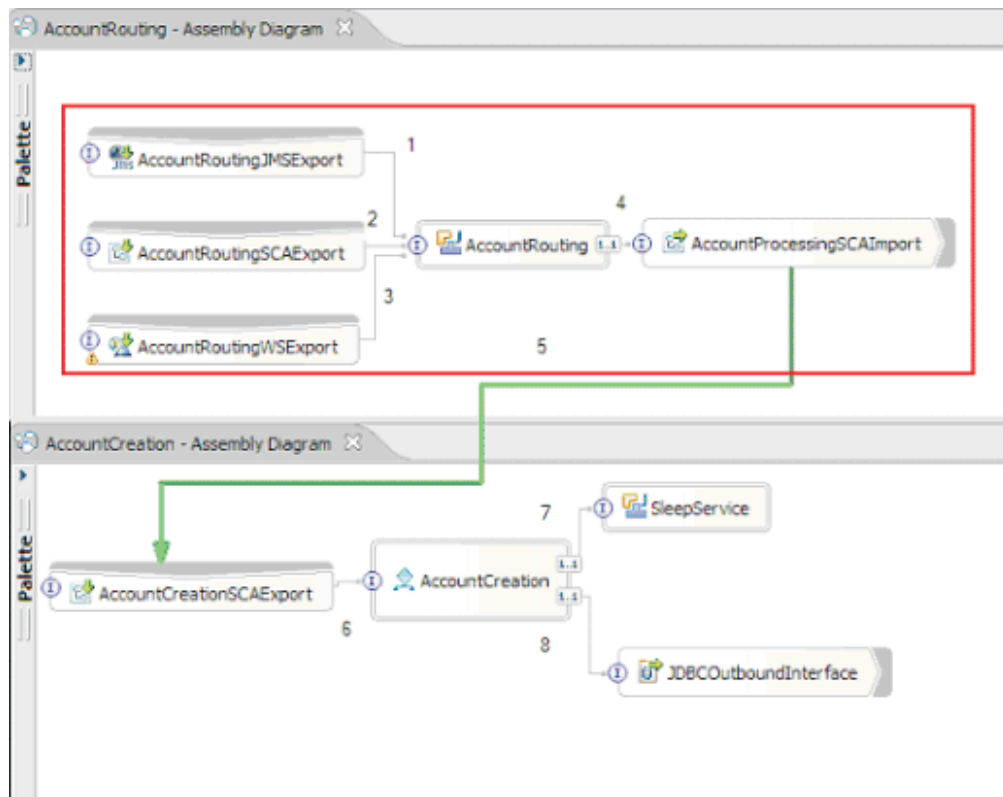 AccountRouting - Assembly Diagram
Palette
1
AccountRoutingJMSExport
2
AccountRoutingSCAExport
AccountRouting
1..1
4
AccountProcessingSCAImport
3
AccountRoutingWSExport
5
AccountCreation - Assembly Diagram
Palette
7
SleepService
AccountCreationSCAExport
6
AccountCreation
1..1
1..1
8
JDBCOutboundInterface